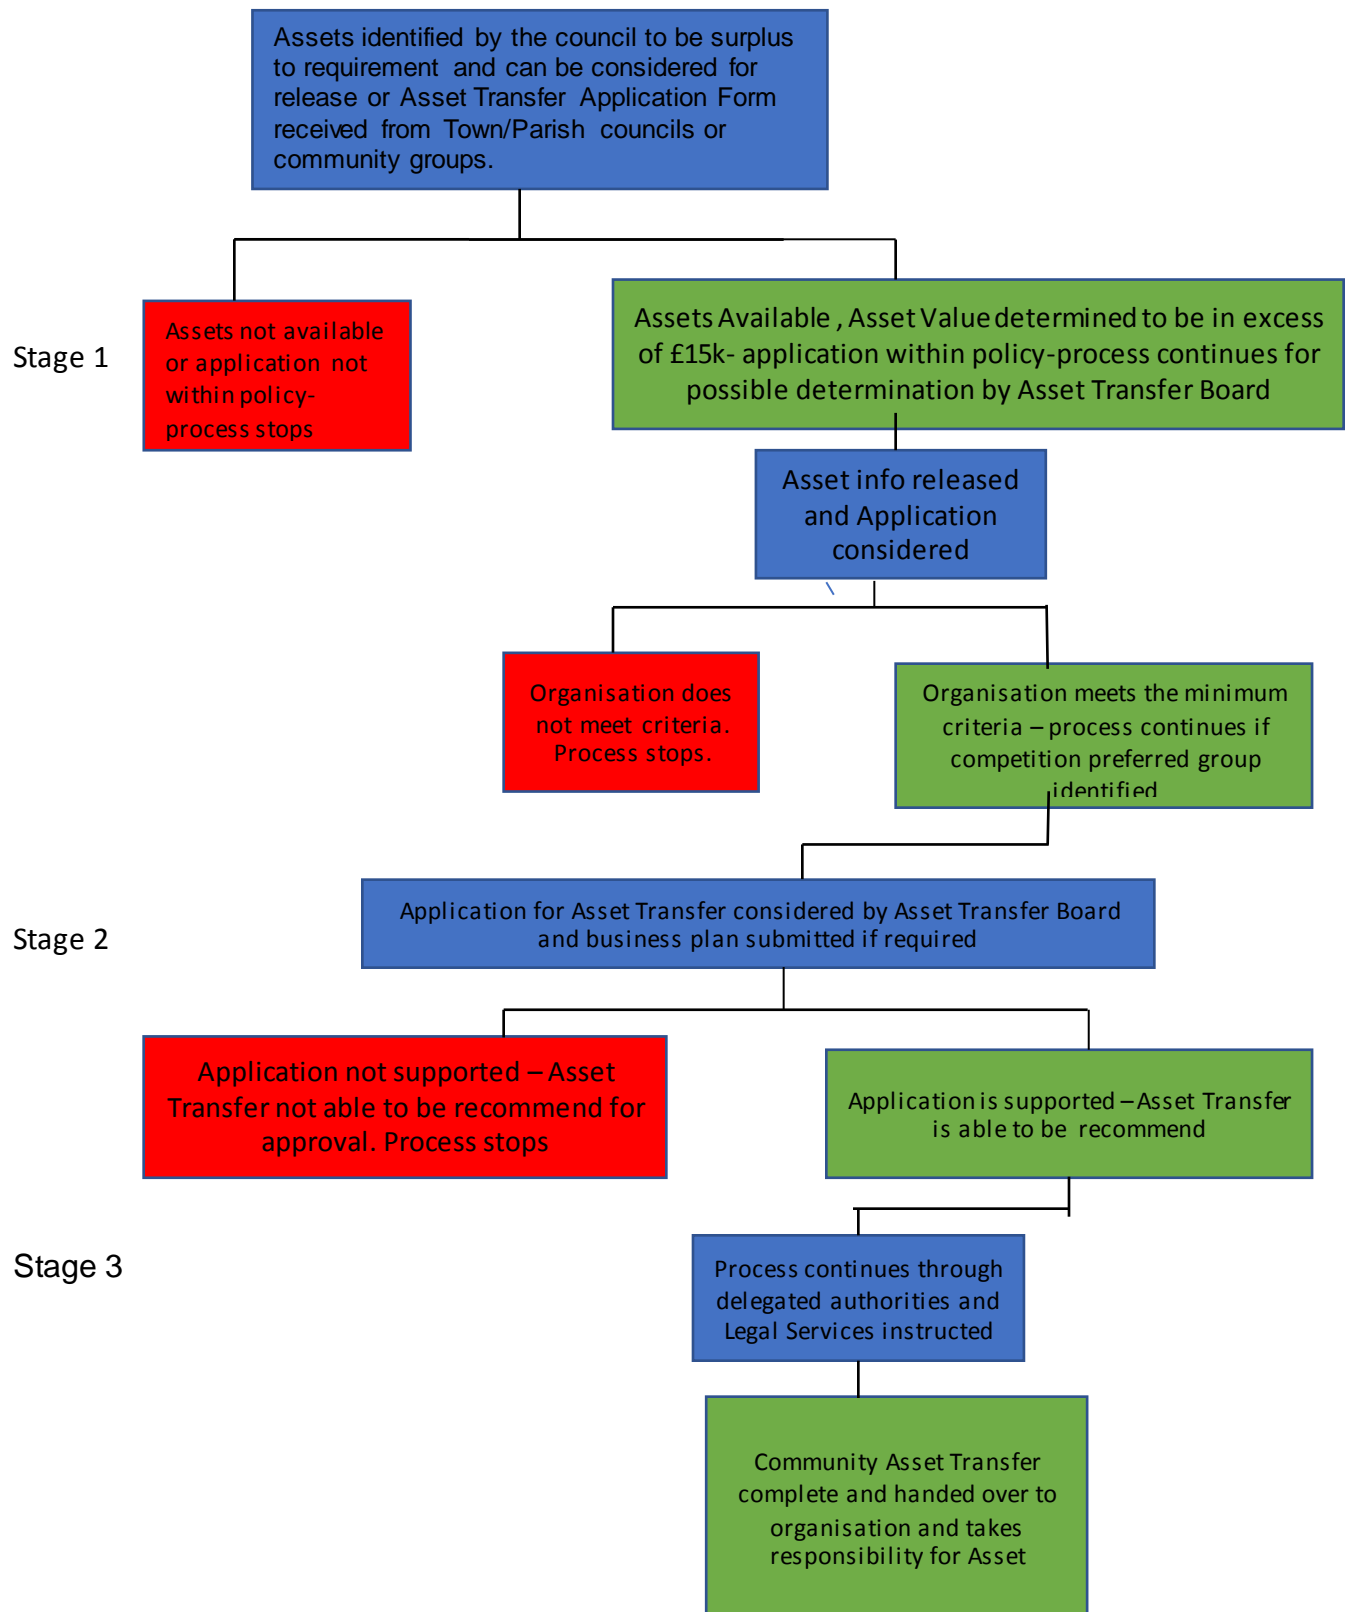 Assets identified by the council to be surplus
to requirement and can be considered for
release or Asset Transfer Application Form
received from Town/Parish councils or
community groups.
Stage 1
Assets not available
or application not
within policy-
process stops
Assets Available , Asset Value determined to be in excess
of £15k- application within policy-process continues for
possible determination by Asset Transfer Board
Asset info released
and Application
considered
Organisation does
not meet criteria.
Process stops.
Organisation meets the minimum
criteria – process continues if
competition preferred group
identified
Stage 2
Application for Asset Transfer considered by Asset Transfer Board
and business plan submitted if required
Application not supported – Asset
Transfer not able to be recommend for
approval. Process stops
Application is supported – Asset Transfer
is able to be recommend
Stage 3
Process continues through
delegated authorities and
Legal Services instructed
Community Asset Transfer
complete and handed over to
organisation and takes
responsibility for Asset